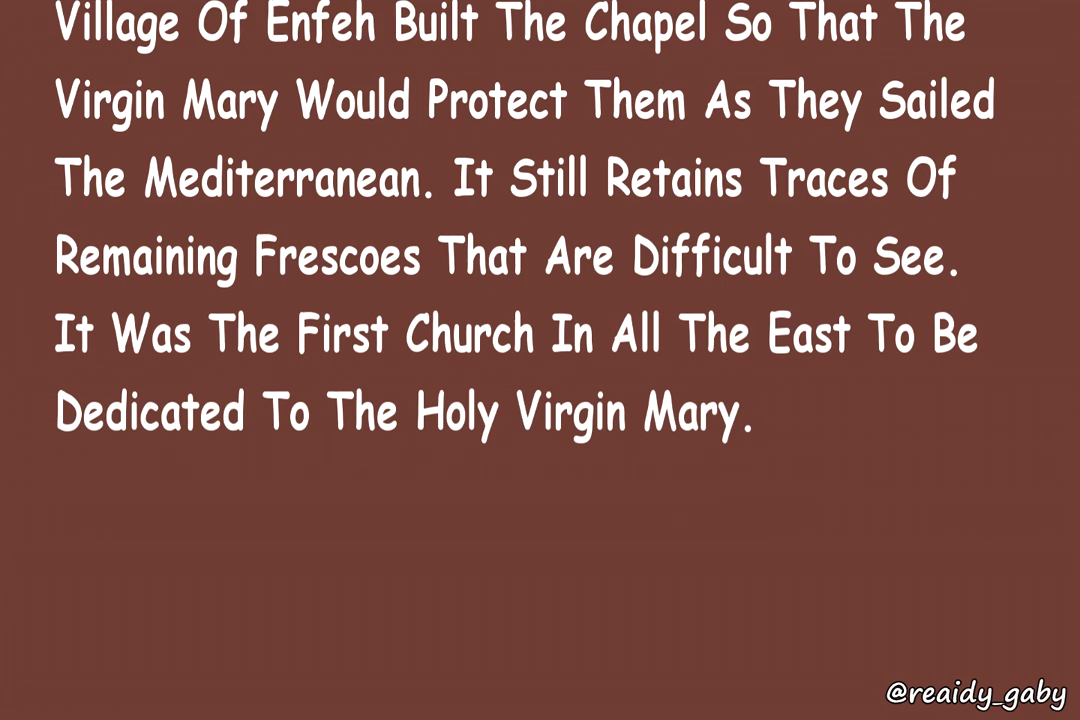 Village Of Enfeh Built The Chapel So That The
Virgin Mary Would Protect Them As They Sailed
The Mediterranean. It Still Retains Traces Of
Remaining Frescoes That Are Difficult To See.
It Was The First Church In All The East To Be
Dedicated To The Holy Virgin Mary.
@reaidy_gaby